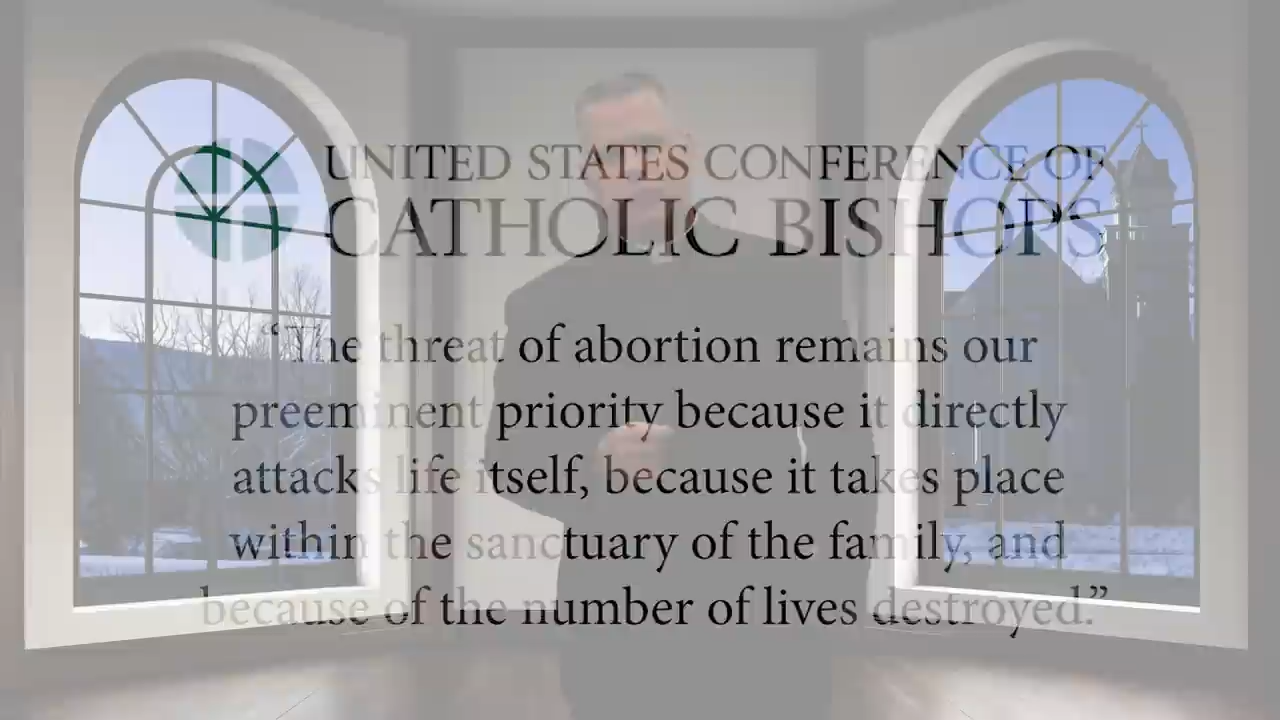 UNITED STATES CONFERENCE OF
CATHOLIC BISHOPS
“The threat of abortion remains our
preeminent priority because it directly
attacks life itself, because it takes place
within the sanctuary of the family, and
because of the number of lives destroyed.”